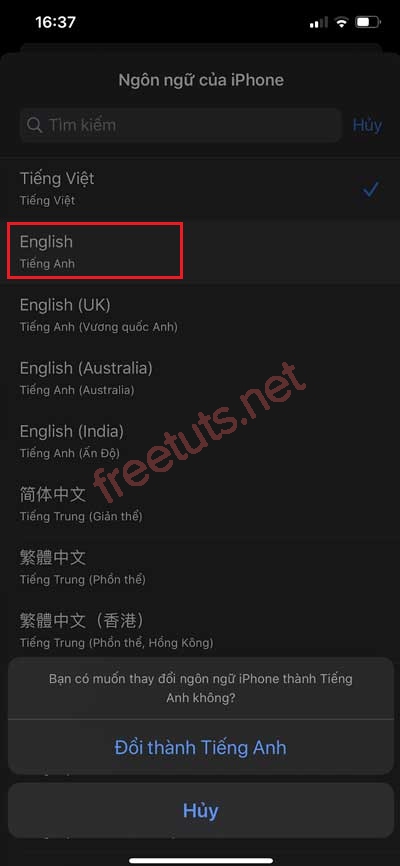 16:37
Ngôn ngữ của iPhone
Tìm kiếm
Hủy
Tiếng Việt
Tiếng Việt
English
Tiếng Anh
English (UK)
Tiếng Anh (Vương quốc Anh)
English (Australia)
Tiếng Anh (Australia)
English (India)
Tiếng Anh (Ấn Độ)
freetuts.net
简体中文
Tiếng Trung (Giản thể)
繁體中文
Tiếng Trung (Phồn thể)
繁體中文（香港）
Tiếng Trung (Phồn thể, Hồng Kông)
Bạn có muốn thay đổi ngôn ngữ iPhone thành Tiếng
Anh không?
Đổi thành Tiếng Anh
Hủy